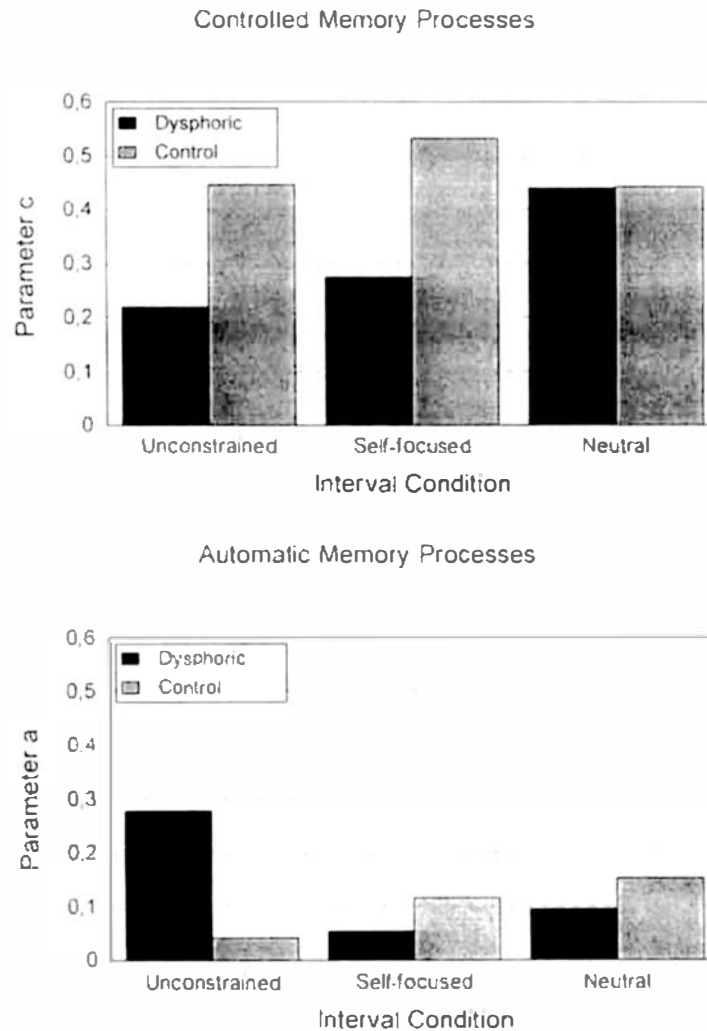 Controlled Memory Processes
0,6
Dysphoric
Control
0,5
0,4
0,3
0,2
0,1
0
Parameter c
Unconstrained Self-focused Neutral
Interval Condition
Automatic Memory Processes
0,6
Dysphoric
Control
0,5
0,4
0,3
0,2
0,1
0
Parameter a
Unconstrained Self-focused Neutral
Interval Condition